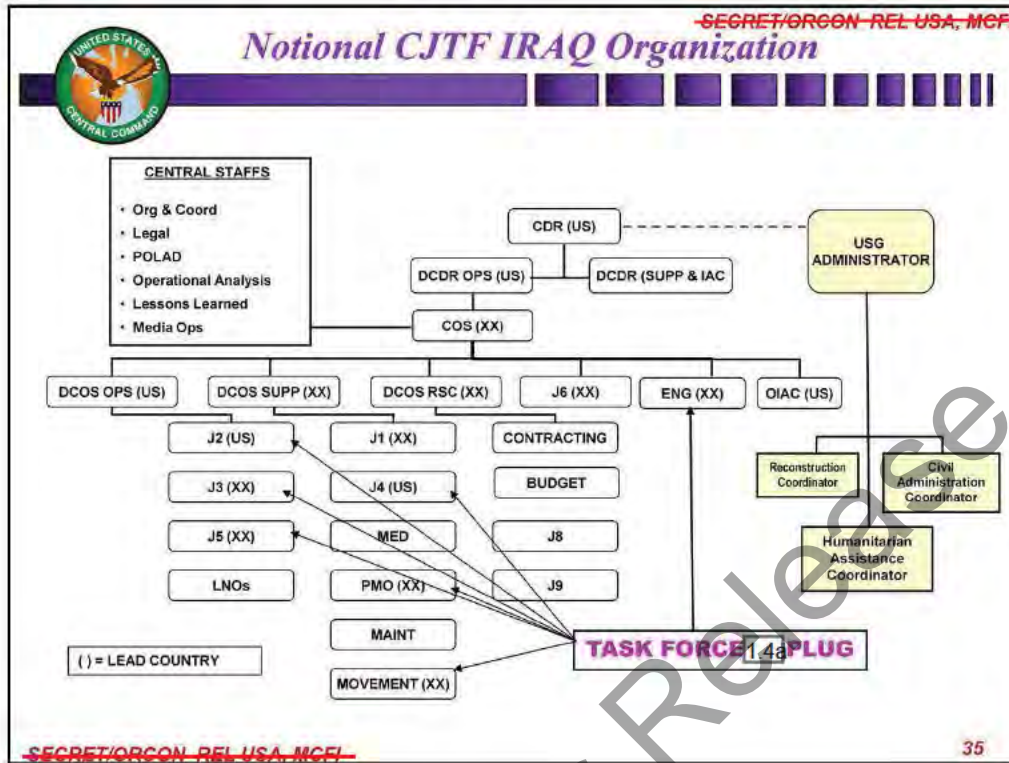 SECRET/ORCON REL USA, MCFI
Notional CJTF IRAQ Organization
UNITED STATES
CENTRAL COMMAND
CENTRAL STAFFS
• Org & Coord
• Legal
• POLAD
• Operational Analysis
• Lessons Learned
• Media Ops
CDR (US)
USG
ADMINISTRATOR
DCDR OPS (US)
DCDR (SUPP & IAC
COS (XX)
DCOS OPS (US)
DCOS SUPP (XX)
DCOS RSC (XX)
J6 (XX)
ENG (XX)
OIAC (US)
J2 (US)
J1 (XX)
CONTRACTING
J3 (XX)
J4 (US)
BUDGET
Reconstruction
Coordinator
Civil
Administration
Coordinator
J5 (XX)
MED
J8
Humanitarian
Assistance
Coordinator
LNOs
PMO (XX)
J9
MAINT
TASK FORCE 1.4a PLUG
( ) = LEAD COUNTRY
MOVEMENT (XX)
Release
SECRET/ORCON REL USA, MCFI
35